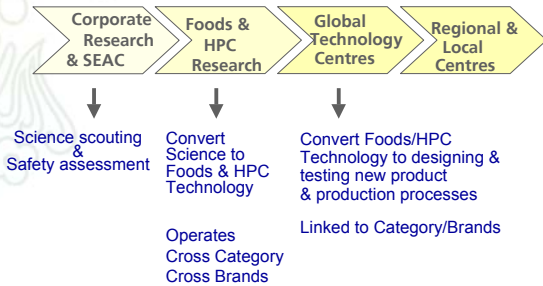 Corporate
Research
& SEAC
Foods &
HPC
Research
Global
Technology
Centres
Regional &
Local
Centres
Science scouting
&
Safety assessment
Convert
Science to
Foods & HPC
Technology
Operates
Cross Category
Cross Brands
Convert Foods/HPC
Technology to designing &
testing new product
& production processes
Linked to Category/Brands